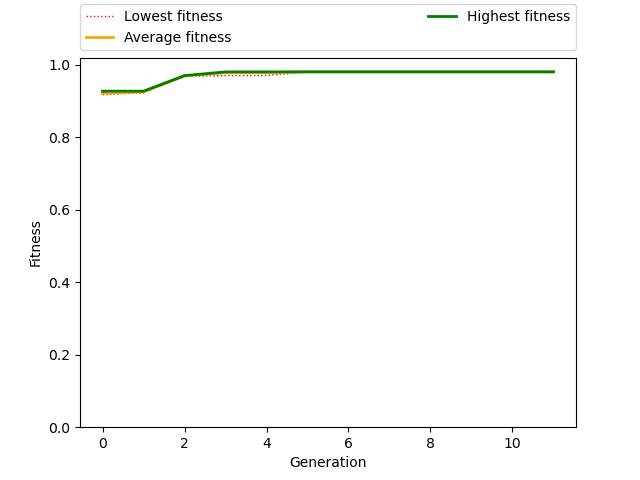 Lowest fitness
Average fitness
Highest fitness
1.0
0.8
0.6
0.4
0.2
0.0
Fitness
0 2 4 6 8 10
Generation